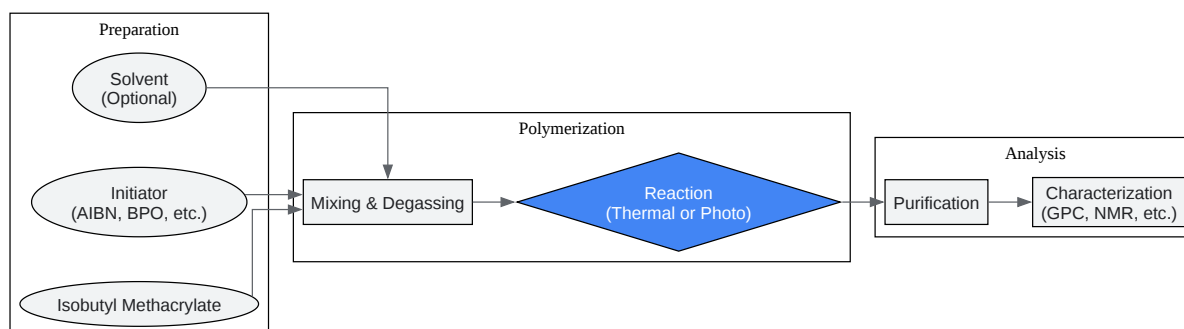 Preparation
Solvent
(Optional)
Initiator
(AIBN, BPO, etc.)
Isobutyl Methacrylate
Polymerization
Mixing & Degassing
Reaction
(Thermal or Photo)
Analysis
Purification
Characterization
(GPC, NMR, etc.)